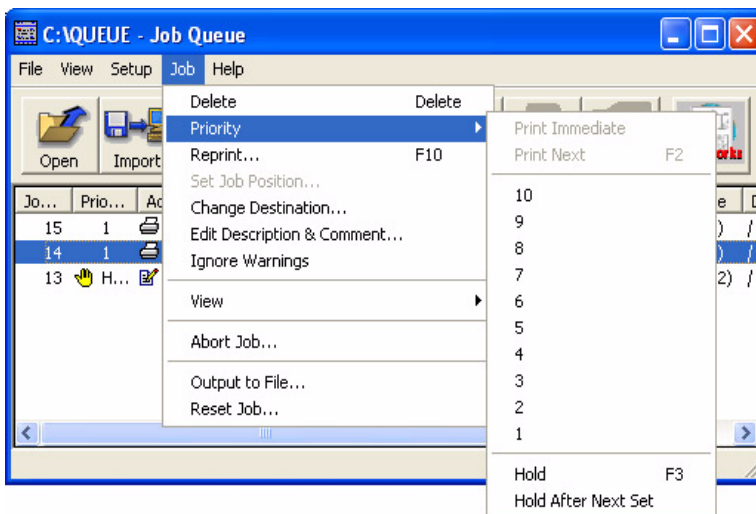 C:\QUEUE - Job Queue
File View Setup Job Help
Open Import
Delete Delete
Priority
Reprint... F10
Set Job Position...
Change Destination...
Edit Description & Comment...
Ignore Warnings
View
Abort Job...
Output to File...
Reset Job...
Print Immediate
Print Next F2
10
9
8
7
6
5
4
3
2
1
Hold F3
Hold After Next Set
Jo... Prio... Ac e D
15 1 ) /
14 1 ) /
13 H... 2) /